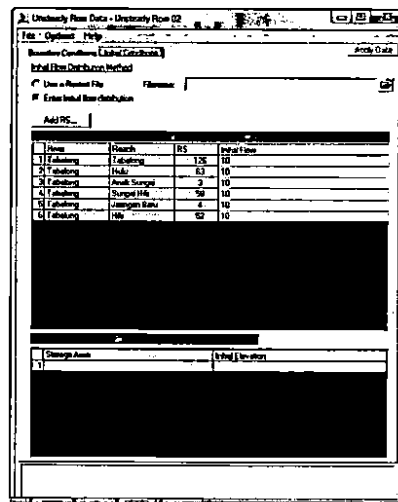 Unsteady Flow Data - Unsteady Flow 02
File Options Help
Boundary Conditions Initial Conditions Apply Data
Initial Flow Distribution Method
Use a Restart File Filename:
Enter Initial flow distribution
Add RS...
River Reach RS Initial Flow
1 Tabalong Tabalong 126 10
2 Tabalong Hulu 83 10
3 Tabalong Anak Sungai 3 10
4 Tabalong Sungai Hilir 10
5 Tabalong Jaringan Baru 4 10
6 Tabalong Hilir 62 10
Storage Area Initial Elevation
1